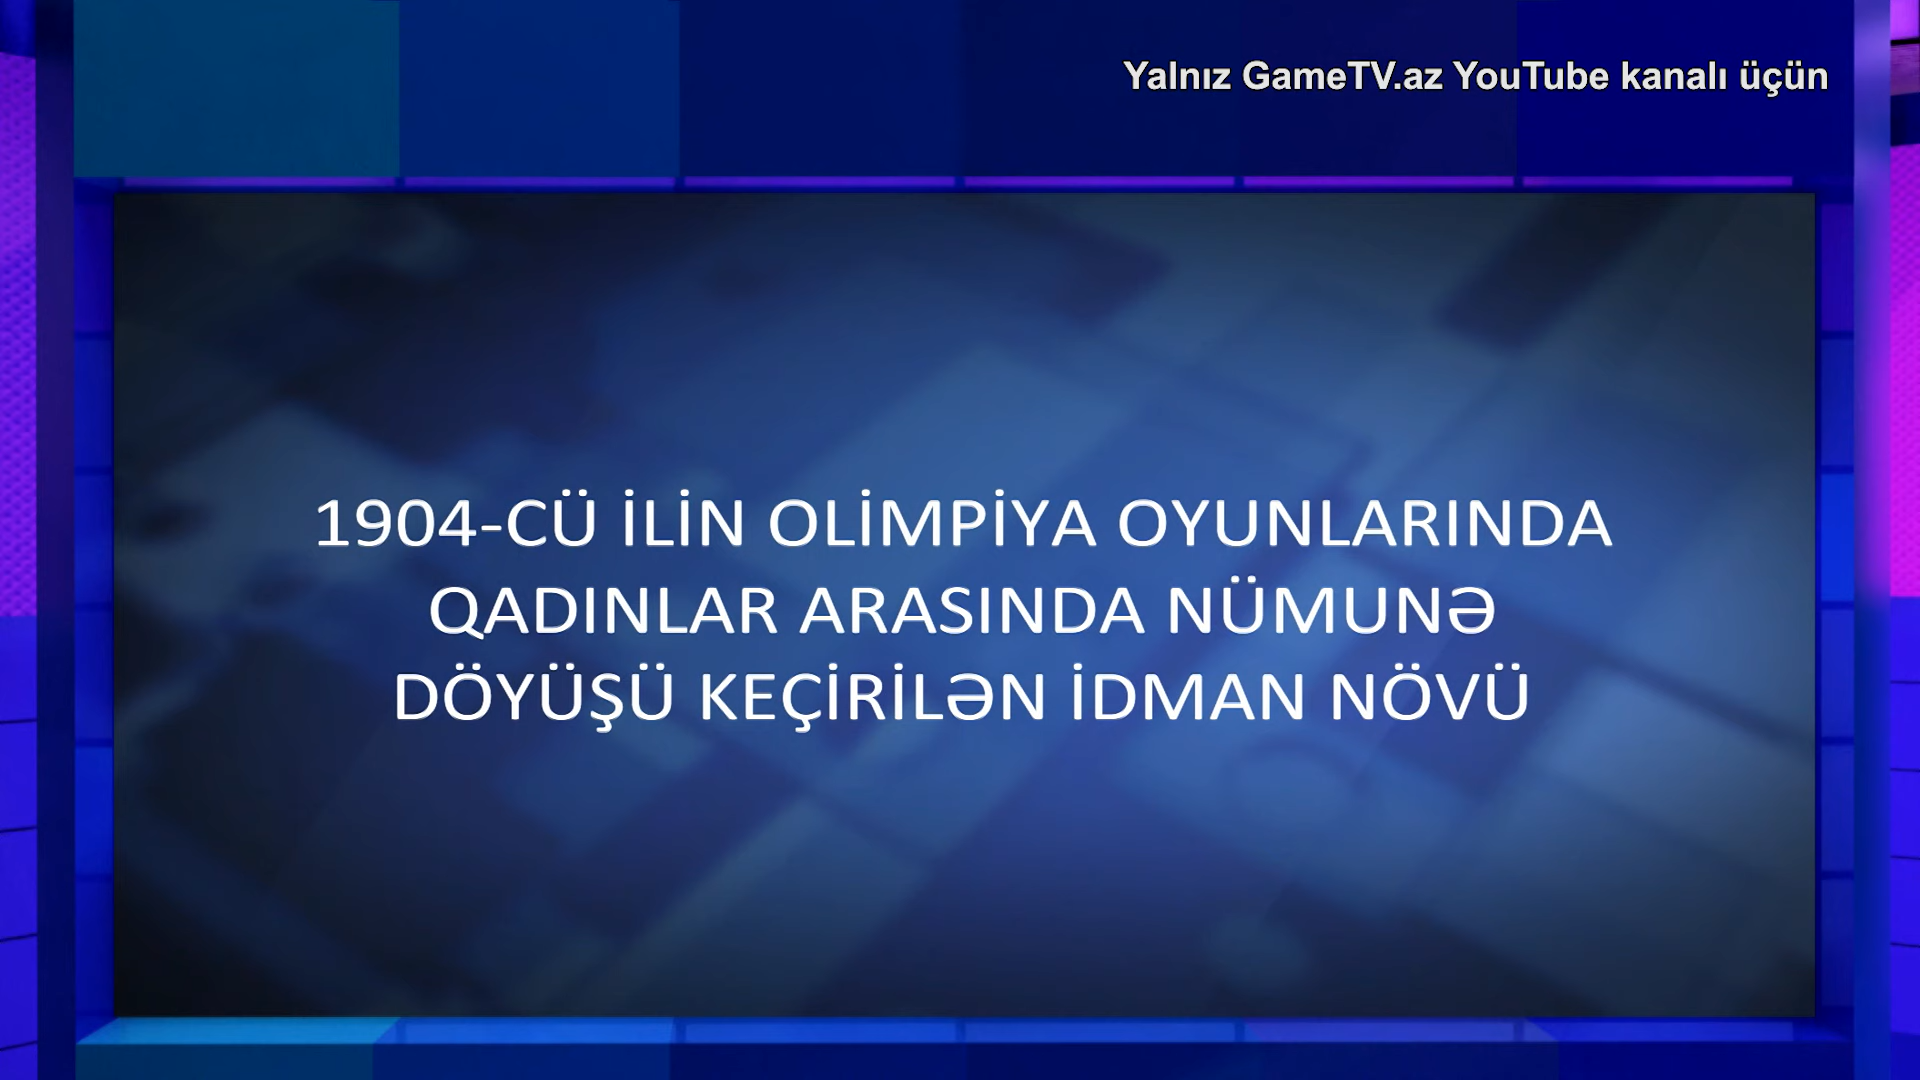 Yalnız GameTV.az YouTube kanalı üçün
1904-CÜ İLİN OLİMPİYA OYUNLARINDA
QADINLAR ARASINDA NÜMUNƏ
DÖYÜŞÜ KEÇİRİLƏN İDMAN NÖVÜ